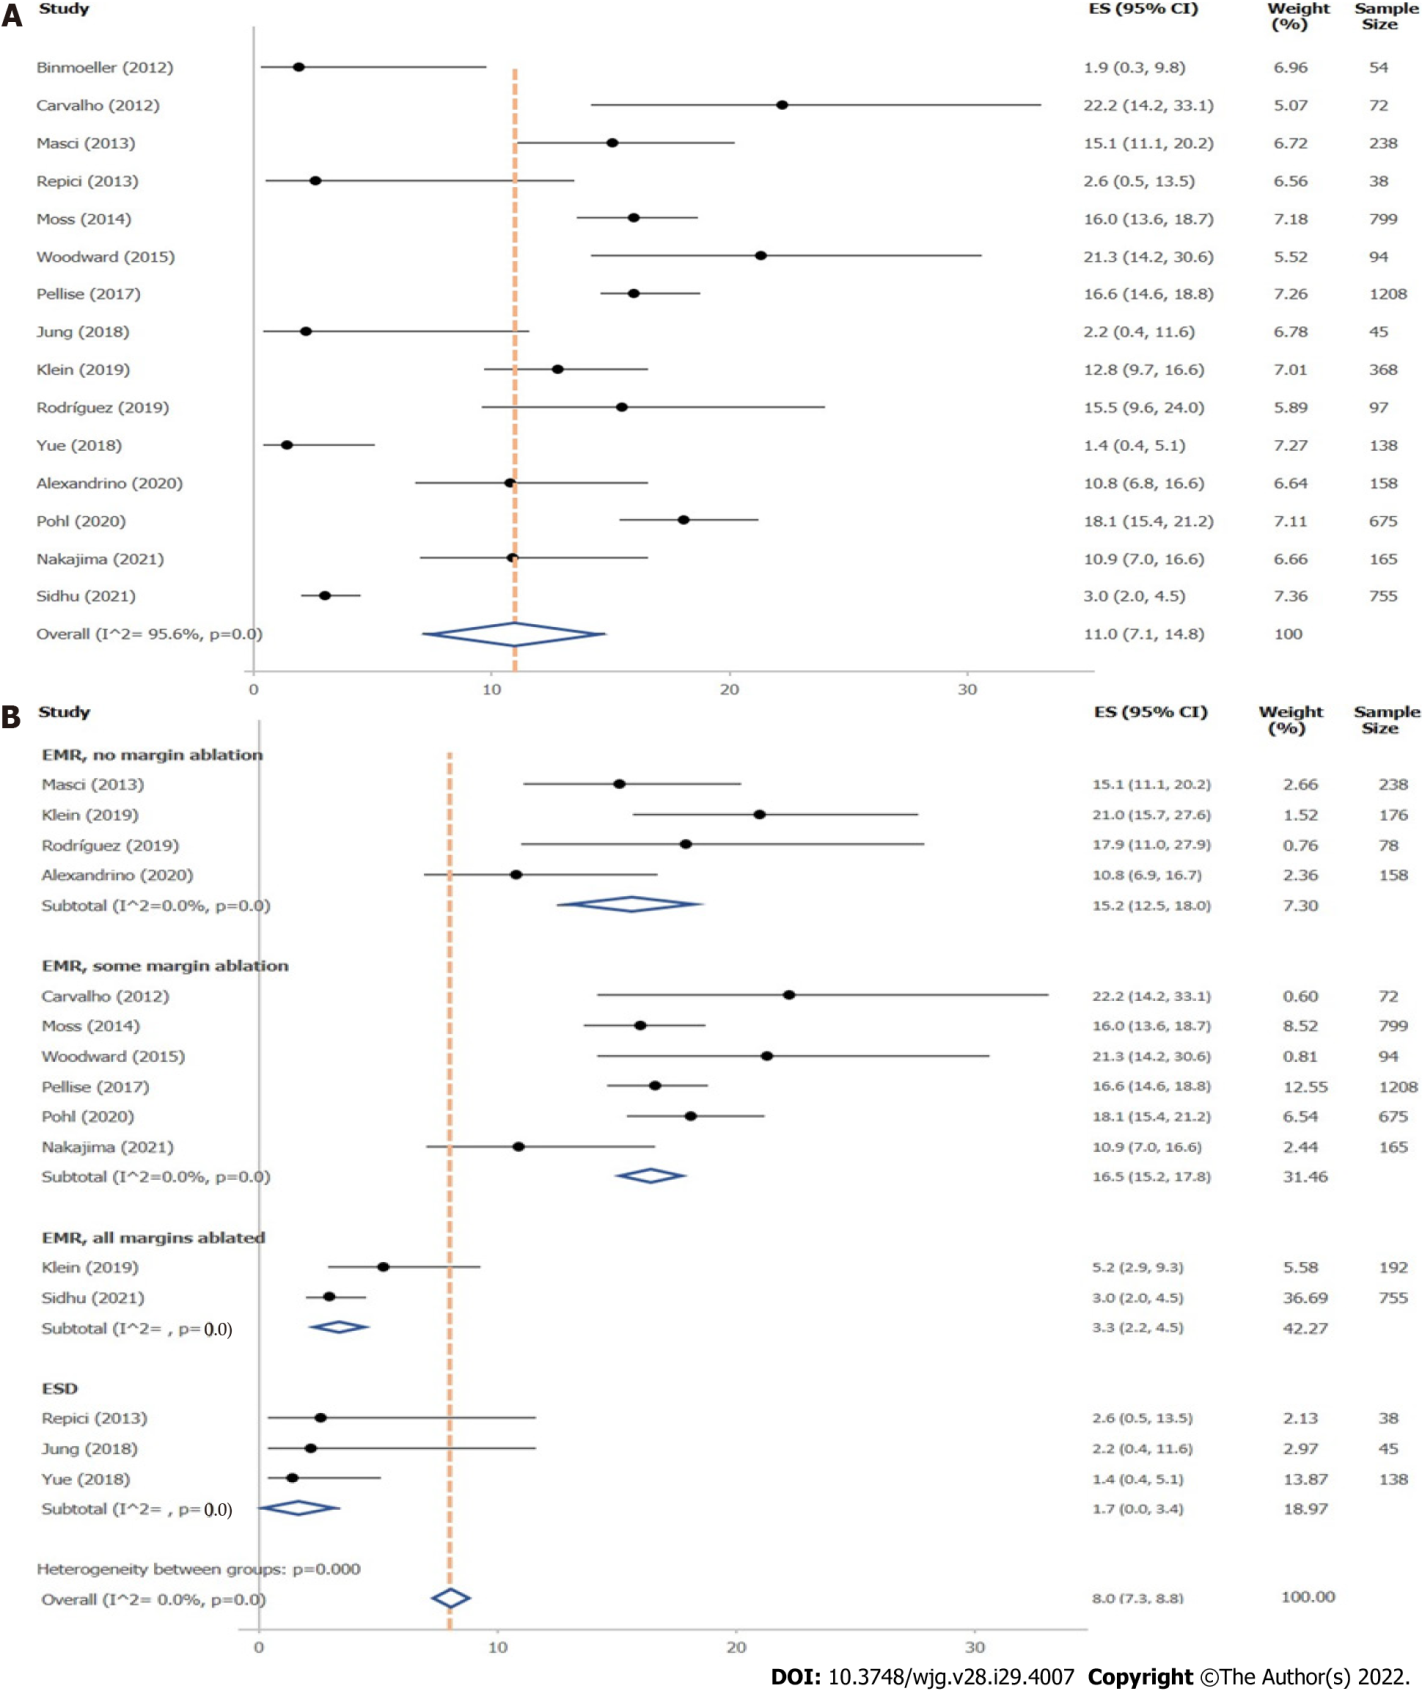 A Study ES (95% CI) Weight (%) Sample Size
Binmoeller (2012) 1.9 (0.3, 9.8) 6.96 54
Carvalho (2012) 22.2 (14.2, 33.1) 5.07 72
Masci (2013) 15.1 (11.1, 20.2) 6.72 238
Repici (2013) 2.6 (0.5, 13.5) 6.56 38
Moss (2014) 16.0 (13.6, 18.7) 7.18 799
Woodward (2015) 21.3 (14.2, 30.6) 5.52 94
Pellise (2017) 16.6 (14.6, 18.8) 7.26 1208
Jung (2018) 2.2 (0.4, 11.6) 6.78 45
Klein (2019) 12.8 (9.7, 16.6) 7.01 368
Rodríguez (2019) 15.5 (9.6, 24.0) 5.89 97
Yue (2018) 1.4 (0.4, 5.1) 7.27 138
Alexandrino (2020) 10.8 (6.8, 16.6) 6.64 158
Pohl (2020) 18.1 (15.4, 21.2) 7.11 675
Nakajima (2021) 10.9 (7.0, 16.6) 6.66 165
Sidhu (2021) 3.0 (2.0, 4.5) 7.36 755
Overall (I^2= 95.6%, p=0.0) 11.0 (7.1, 14.8) 100
0 10 20 30
B Study ES (95% CI) Weight (%) Sample Size
EMR, no margin ablation
Masci (2013) 15.1 (11.1, 20.2) 2.66 238
Klein (2019) 21.0 (15.7, 27.6) 1.52 176
Rodríguez (2019) 17.9 (11.0, 27.9) 0.76 78
Alexandrino (2020) 10.8 (6.9, 16.7) 2.36 158
Subtotal (I^2=0.0%, p=0.0) 15.2 (12.5, 18.0) 7.30
EMR, some margin ablation
Carvalho (2012) 22.2 (14.2, 33.1) 0.60 72
Moss (2014) 16.0 (13.6, 18.7) 8.52 799
Woodward (2015) 21.3 (14.2, 30.6) 0.81 94
Pellise (2017) 16.6 (14.6, 18.8) 12.55 1208
Pohl (2020) 18.1 (15.4, 21.2) 6.54 675
Nakajima (2021) 10.9 (7.0, 16.6) 2.44 165
Subtotal (I^2=0.0%, p=0.0) 16.5 (15.2, 17.8) 31.46
EMR, all margins ablated
Klein (2019) 5.2 (2.9, 9.3) 5.58 192
Sidhu (2021) 3.0 (2.0, 4.5) 36.69 755
Subtotal (I^2= , p=0.0) 3.3 (2.2, 4.5) 42.27
ESD
Repici (2013) 2.6 (0.5, 13.5) 2.13 38
Jung (2018) 2.2 (0.4, 11.6) 2.97 45
Yue (2018) 1.4 (0.4, 5.1) 13.87 138
Subtotal (I^2= , p=0.0) 1.7 (0.0, 3.4) 18.97
Heterogeneity between groups: p=0.000
Overall (I^2= 0.0%, p=0.0) 8.0 (7.3, 8.8) 100.00
0 10 20 30
DOI: 10.3748/wjg.v28.i29.4007 Copyright ©The Author(s) 2022.